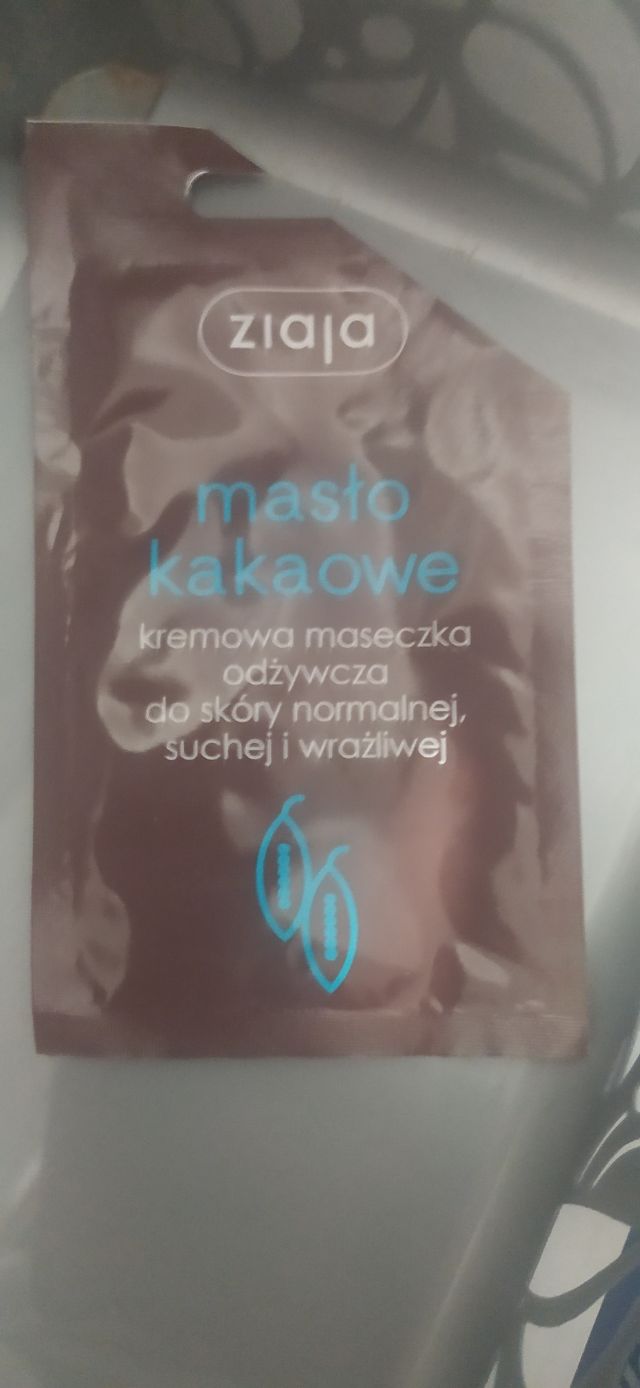 ziaja
masło
kakaowe
kremowa maseczka
odżywcza
do skóry normalnej,
suchej i wrażliwej